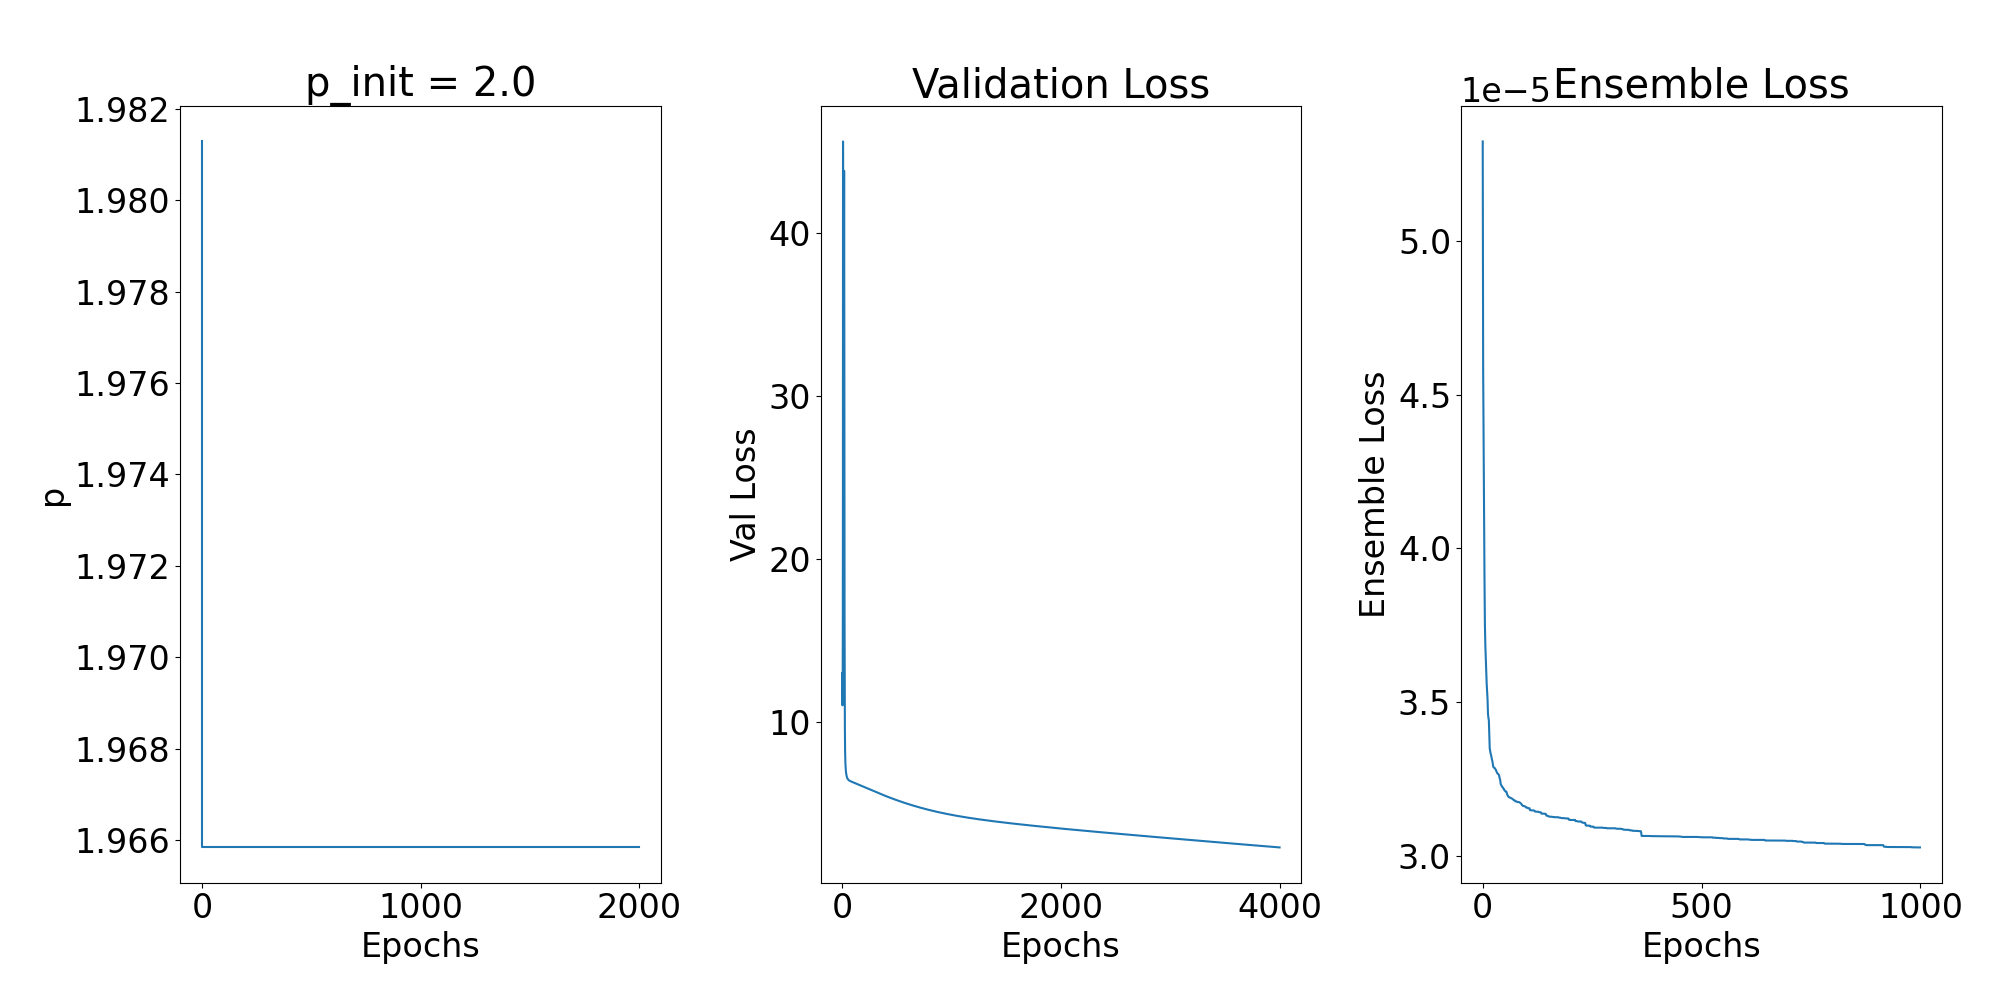 p_init = 2.0
1.982
1.980
1.978
1.976
1.974
1.972
1.970
1.968
1.966
p
0
1000
2000
Epochs
Validation Loss
40
30
20
10
Val Loss
0
2000
4000
Epochs
1e−5
Ensemble Loss
5.0
4.5
4.0
3.5
3.0
Ensemble Loss
0
500
1000
Epochs